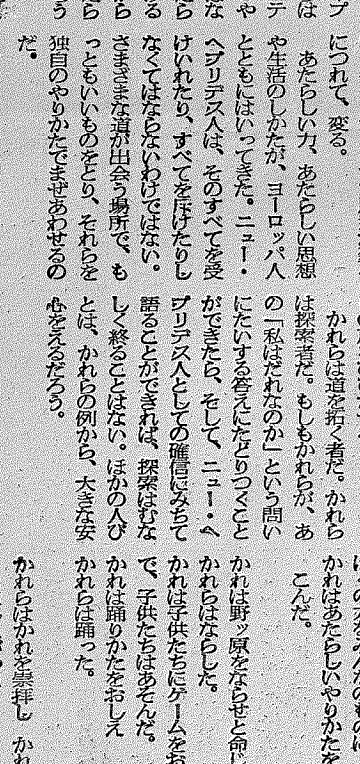 につれて、変る。
あたらしい力、あたらしい思想
や生活のしかたが、ヨーロッパ人
とともにはいってきた。ニュー・
ヘブリデス人は、そのすべてを受
けいれたり、すべてを斥けたりし
なくてはならないわけではない。
さまざまな道が出会う場所で、も
っともいいものをとり、それらを
独自のやりかたでまぜあわせるの
だ。
かれらは道を拓く者だ。かれら
は探索者だ。もしもかれらが、あ
の「私はだれなのか」という問い
にたいする答えにたどりつくこと
ができたら、そして、ニュー・ヘ
ブリデス人としての確信にみちて
語ることができれば、探索はむな
しく終ることはない。ほかの人び
とは、かれらの例から、大きな安
心をえるだろう。
かれはあたらしいやりかたを
こんだ。
かれは野ッ原をならせと命じ
かれらはならした。
かれは子供たちにゲームをお
で、子供たちはあそんだ。
かれは踊りかたをおしえ
かれらは踊った。
かれらはかれを崇拝し かれ